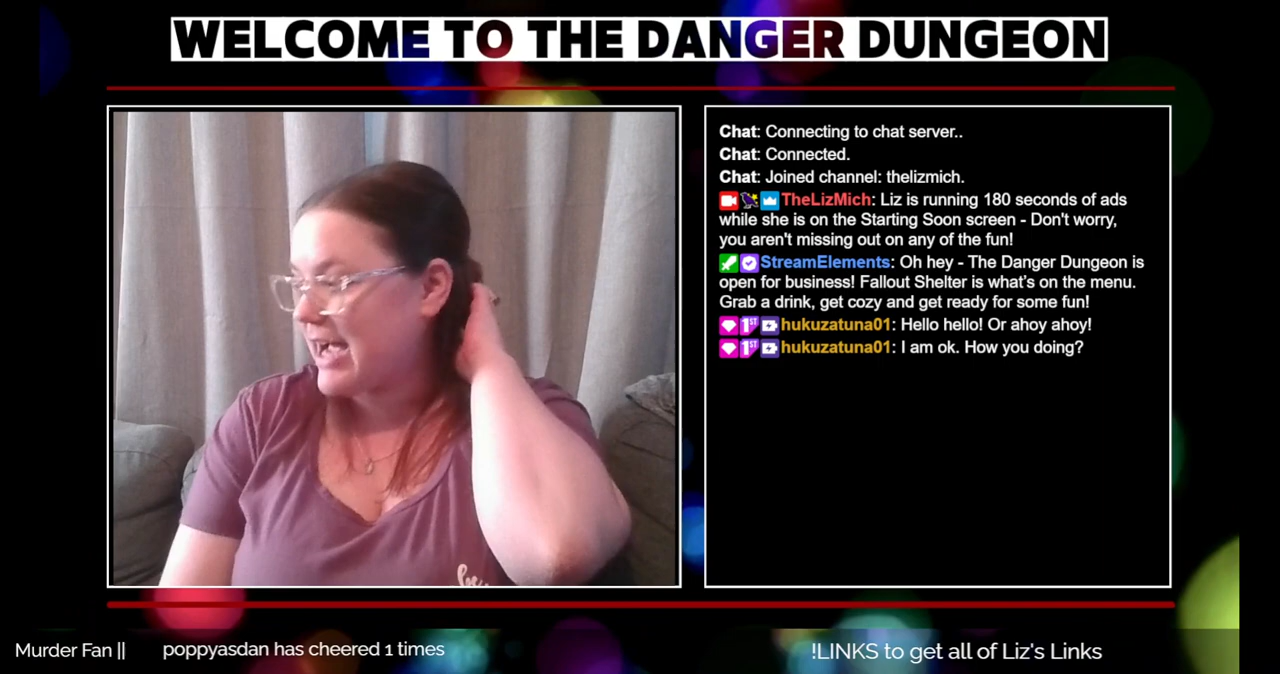 WELCOME TO THE DANGER DUNGEON
Chat: Connecting to chat server..
Chat: Connected.
Chat: Joined channel: thelizmich.
TheLizMich: Liz is running 180 seconds of ads
while she is on the Starting Soon screen - Don't worry,
you aren't missing out on any of the fun!
StreamElements: Oh hey - The Danger Dungeon is
open for business! Fallout Shelter is what's on the menu.
Grab a drink, get cozy and get ready for some fun!
1ST hukuzatuna01: Hello hello! Or ahoy ahoy!
1ST hukuzatuna01: I am ok. How you doing?
Murder Fan || poppyasdan has cheered 1 times
!LINKS to get all of Liz's Links